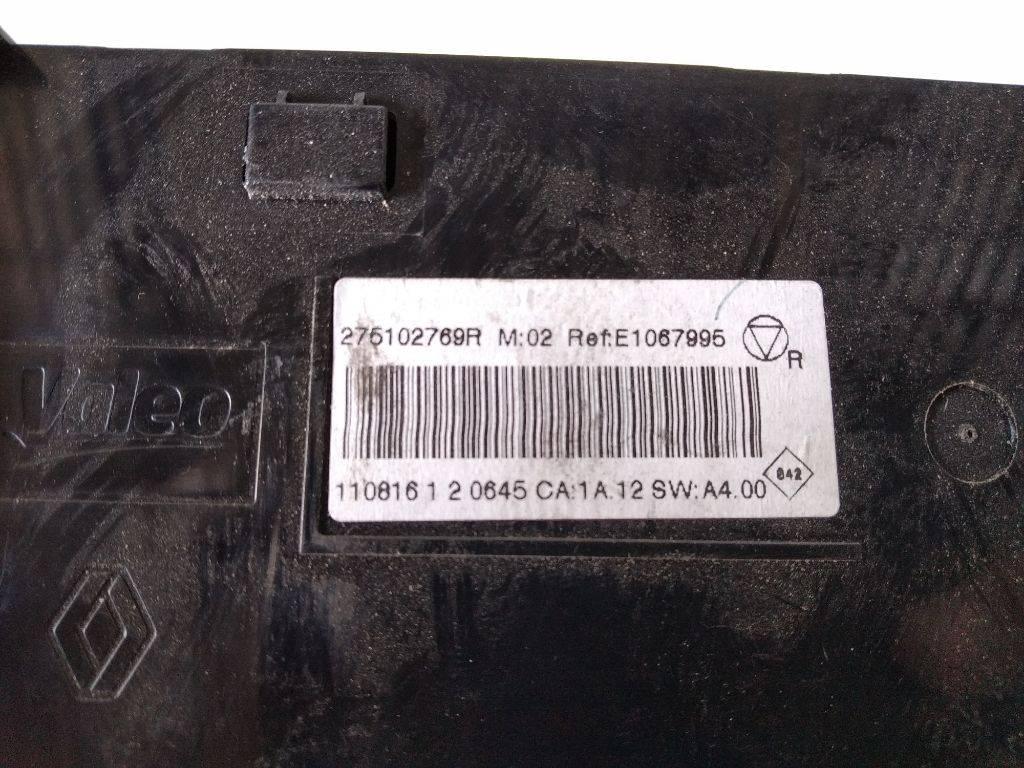 275102769R M:02 Ref:E1067995
R
Valeo
110816 1 2 0645 CA:1A.12 SW:A4.00
842